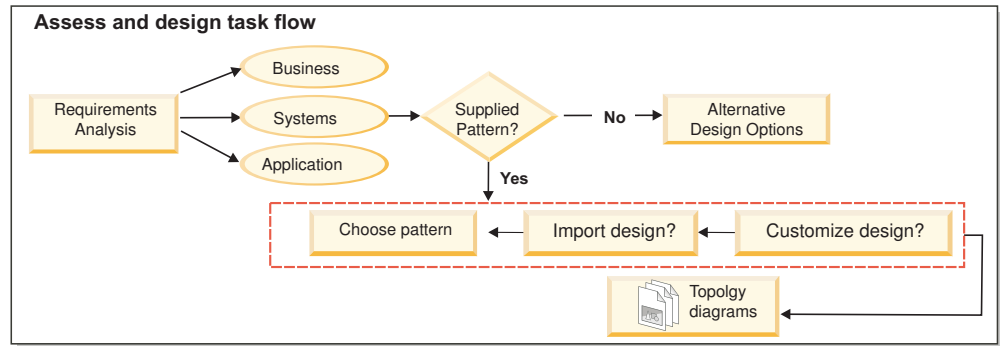 Assess and design task flow
Business
Requirements
Analysis
Systems
Application
Supplied
Pattern?
No
Alternative
Design Options
Yes
Choose pattern
Import design?
Customize design?
Topolgy
diagrams